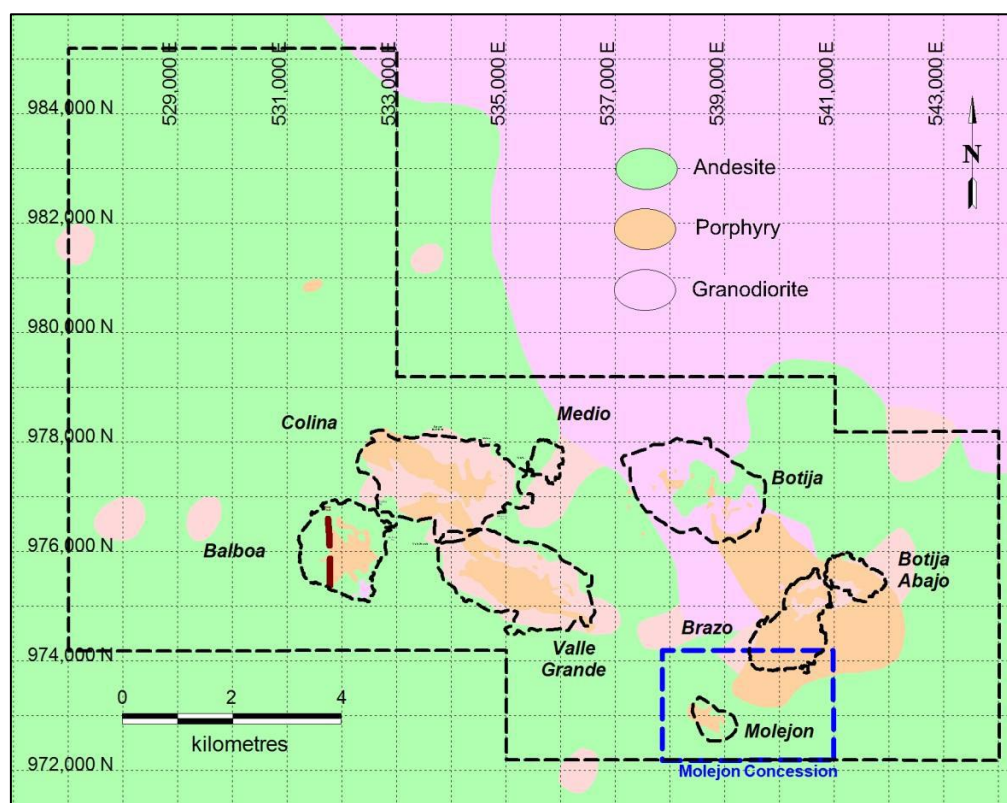 529,000 E
531,000 E
533,000 E
535,000 E
537,000 E
539,000 E
541,000 E
543,000 E
984,000 N
982,000 N
980,000 N
978,000 N
976,000 N
974,000 N
972,000 N
N
Andesite
Porphyry
Granodiorite
Colina
Medio
Botija
Balboa
Botija
Abajo
Valle
Grande
Brazo
Molejon
Molejon Concession
0 2 4
kilometres